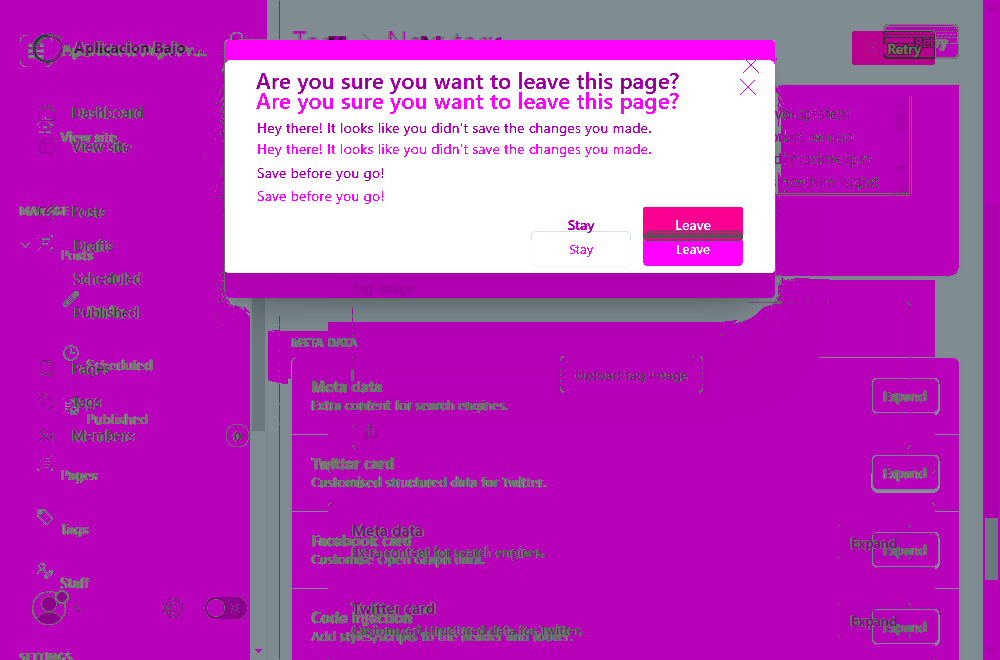 Aplicacion Bajo
Retry
Are you sure you want to leave this page?
Are you sure you want to leave this page?
Hey there! It looks like you didn't save the changes you made.
Hey there! It looks like you didn't save the changes you made.
Save before you go!
Save before you go!
Stay
Leave
Stay
Leave
Dashboard
View site
View site
Posts
Drafts
Posts
Scheduled
Published
Scheduled
Pages
Tags
Published
Members
0
Pages
Tags
Staff
SETTINGS
Tag image
Upload tag image
META DATA
Meta data
Extra content for search engines.
Expand
Twitter card
Customised structured data for Twitter.
Expand
Meta data
Extra content for search engines.
Expand
Facebook card
Customise Open Graph data.
Expand
Twitter card
Customized structured data for Twitter.
Expand
Code injection
Add styles/scripts to the header and footer.
Expand